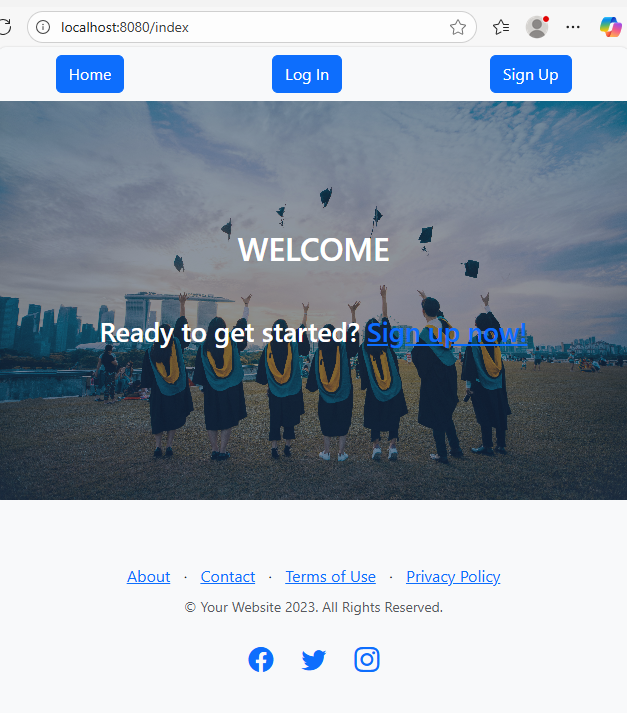 localhost:8080/index
Home Log In Sign Up
WELCOME
Ready to get started? Sign up now!
About · Contact · Terms of Use · Privacy Policy
© Your Website 2023. All Rights Reserved.